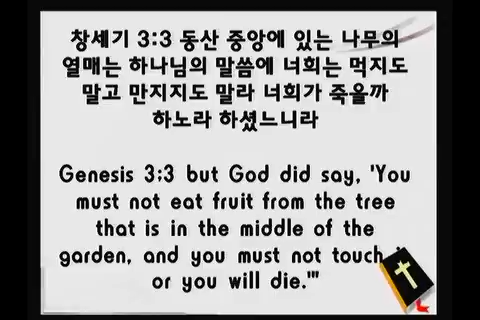 창세기 3:3 동산 중앙에 있는 나무의
열매는 하나님의 말씀에 너희는 먹지도
말고 만지지도 말라 너희가 죽을까
하노라 하셨느니라
Genesis 3:3 but God did say, 'You
must not eat fruit from the tree
that is in the middle of the
garden, and you must not touch
or you will die.'"